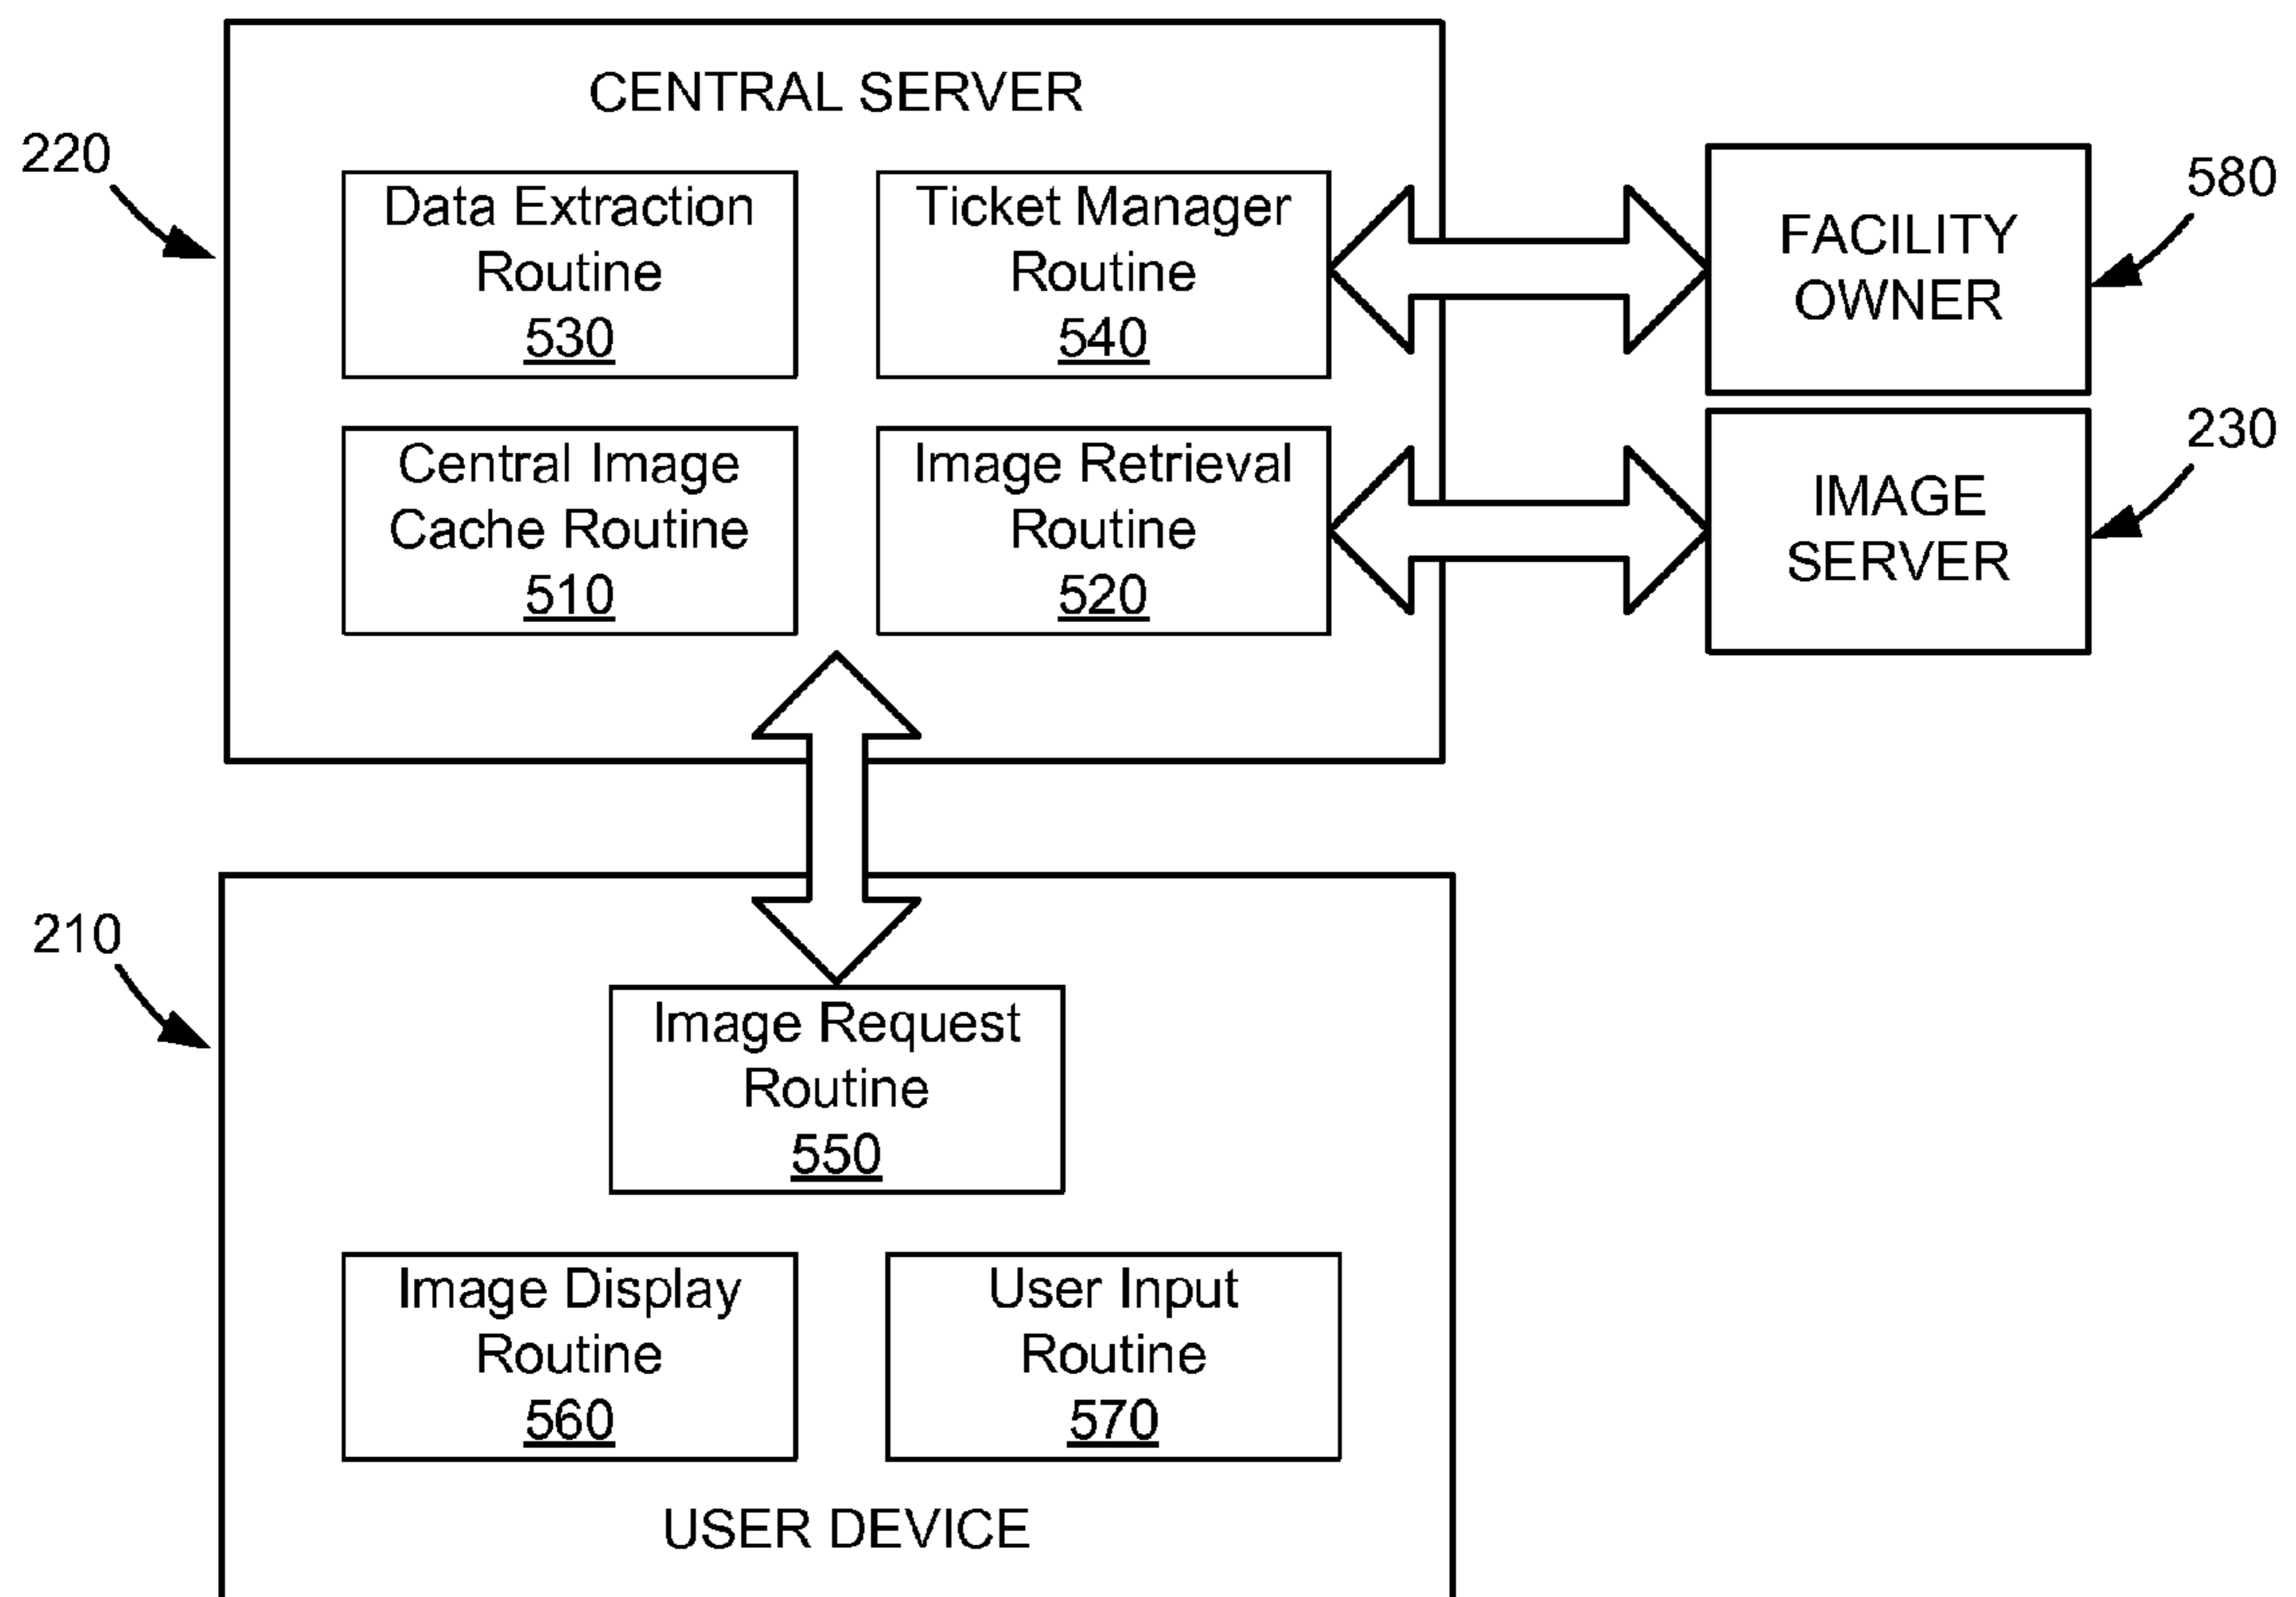 CENTRAL SERVER
220
Data Extraction
Routine
530
Ticket Manager
Routine
540
FACILITY
OWNER
580
Central Image
Cache Routine
510
Image Retrieval
Routine
520
IMAGE
SERVER
230
210
Image Request
Routine
550
Image Display
Routine
560
User Input
Routine
570
USER DEVICE